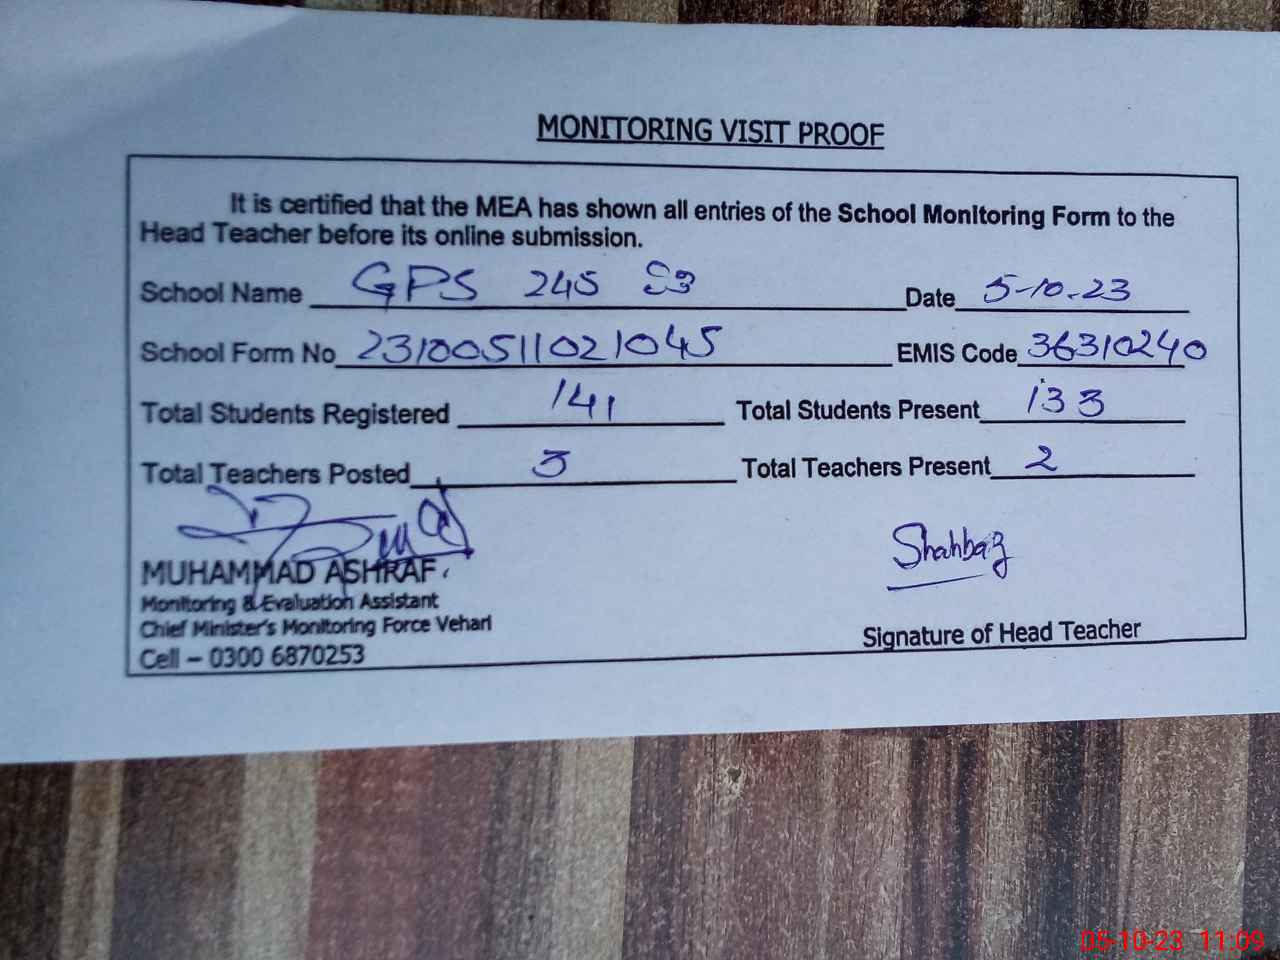 MONITORING VISIT PROOF
It is certified that the MEA has shown all entries of the School Monitoring Form to the
Head Teacher before its online submission.
School Name GPS 245 EB Date 5-10-23
School Form No 23100511021045 EMIS Code 36310240
Total Students Registered 141 Total Students Present 133
Total Teachers Posted 3 Total Teachers Present 2
MUHAMMAD ASHRAF
Monitoring & Evaluation Assistant
Chief Minister's Monitoring Force Vehari
Cell – 0300 6870253
Shahbaz
Signature of Head Teacher
05-10-23 11:09